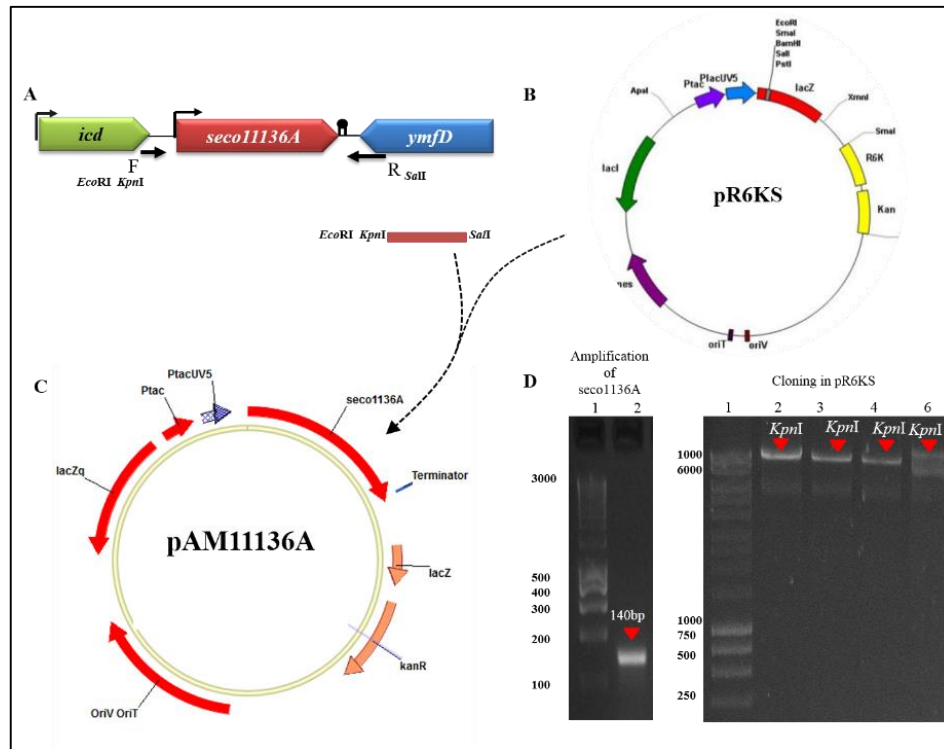 A
icd
seco11136A
ymfD
F
EcoRI KpnI
R SalI
EcoRI KpnI
SalI
B
EcoRI
SmaI
BamHI
SalI
PstI
PlacUV5
Ptac
lacZ
ApaI
XmnI
SmaI
R6K
lacI
pR6KS
Kan
oriT
oriV
C
PtacUV5
Ptac
seco1136A
lacZq
Terminator
pAM11136A
lacZ
kanR
OriV OriT
D
Amplification
of
seco1136A
1 2
3000
500
400
300
200
100
140bp
Cloning in pR6KS
1 2 3 4 6
KpnI KpnI KpnI KpnI
1000
6000
1000
750
500
250